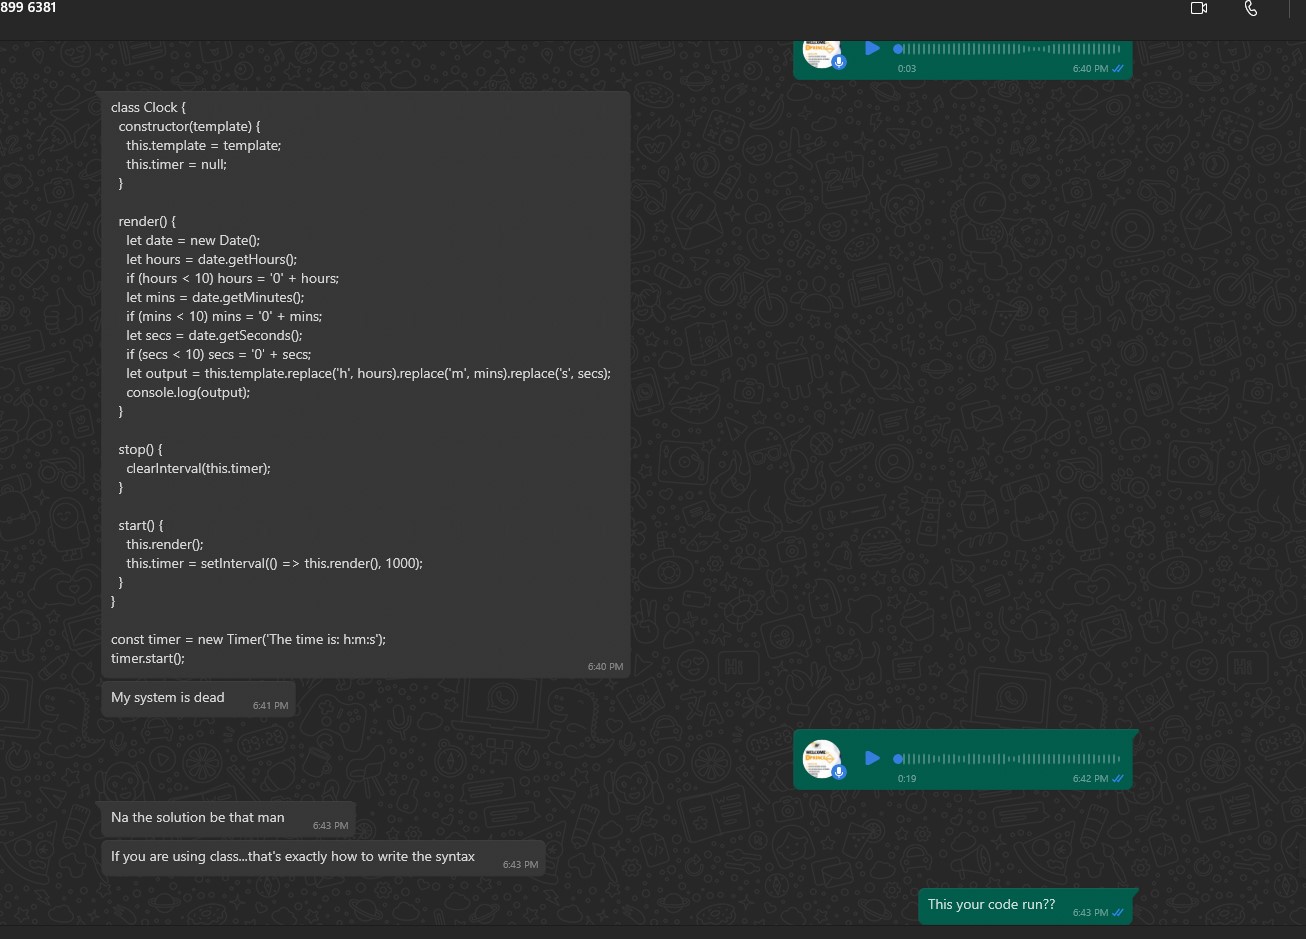 899 6381
0:03
6:40 PM
class Clock {
constructor(template) {
this.template = template;
this.timer = null;
}
render() {
let date = new Date();
let hours = date.getHours();
if (hours < 10) hours = '0' + hours;
let mins = date.getMinutes();
if (mins < 10) mins = '0' + mins;
let secs = date.getSeconds();
if (secs < 10) secs = '0' + secs;
let output = this.template.replace('h', hours).replace('m', mins).replace('s', secs);
console.log(output);
}
stop() {
clearInterval(this.timer);
}
start() {
this.render();
this.timer = setInterval(() => this.render(), 1000);
}
}
const timer = new Timer('The time is: h:m:s');
timer.start();
6:40 PM
My system is dead
6:41 PM
WELCOME
0:19
6:42 PM
Na the solution be that man
6:43 PM
If you are using class...that's exactly how to write the syntax
6:43 PM
This your code run??
6:43 PM